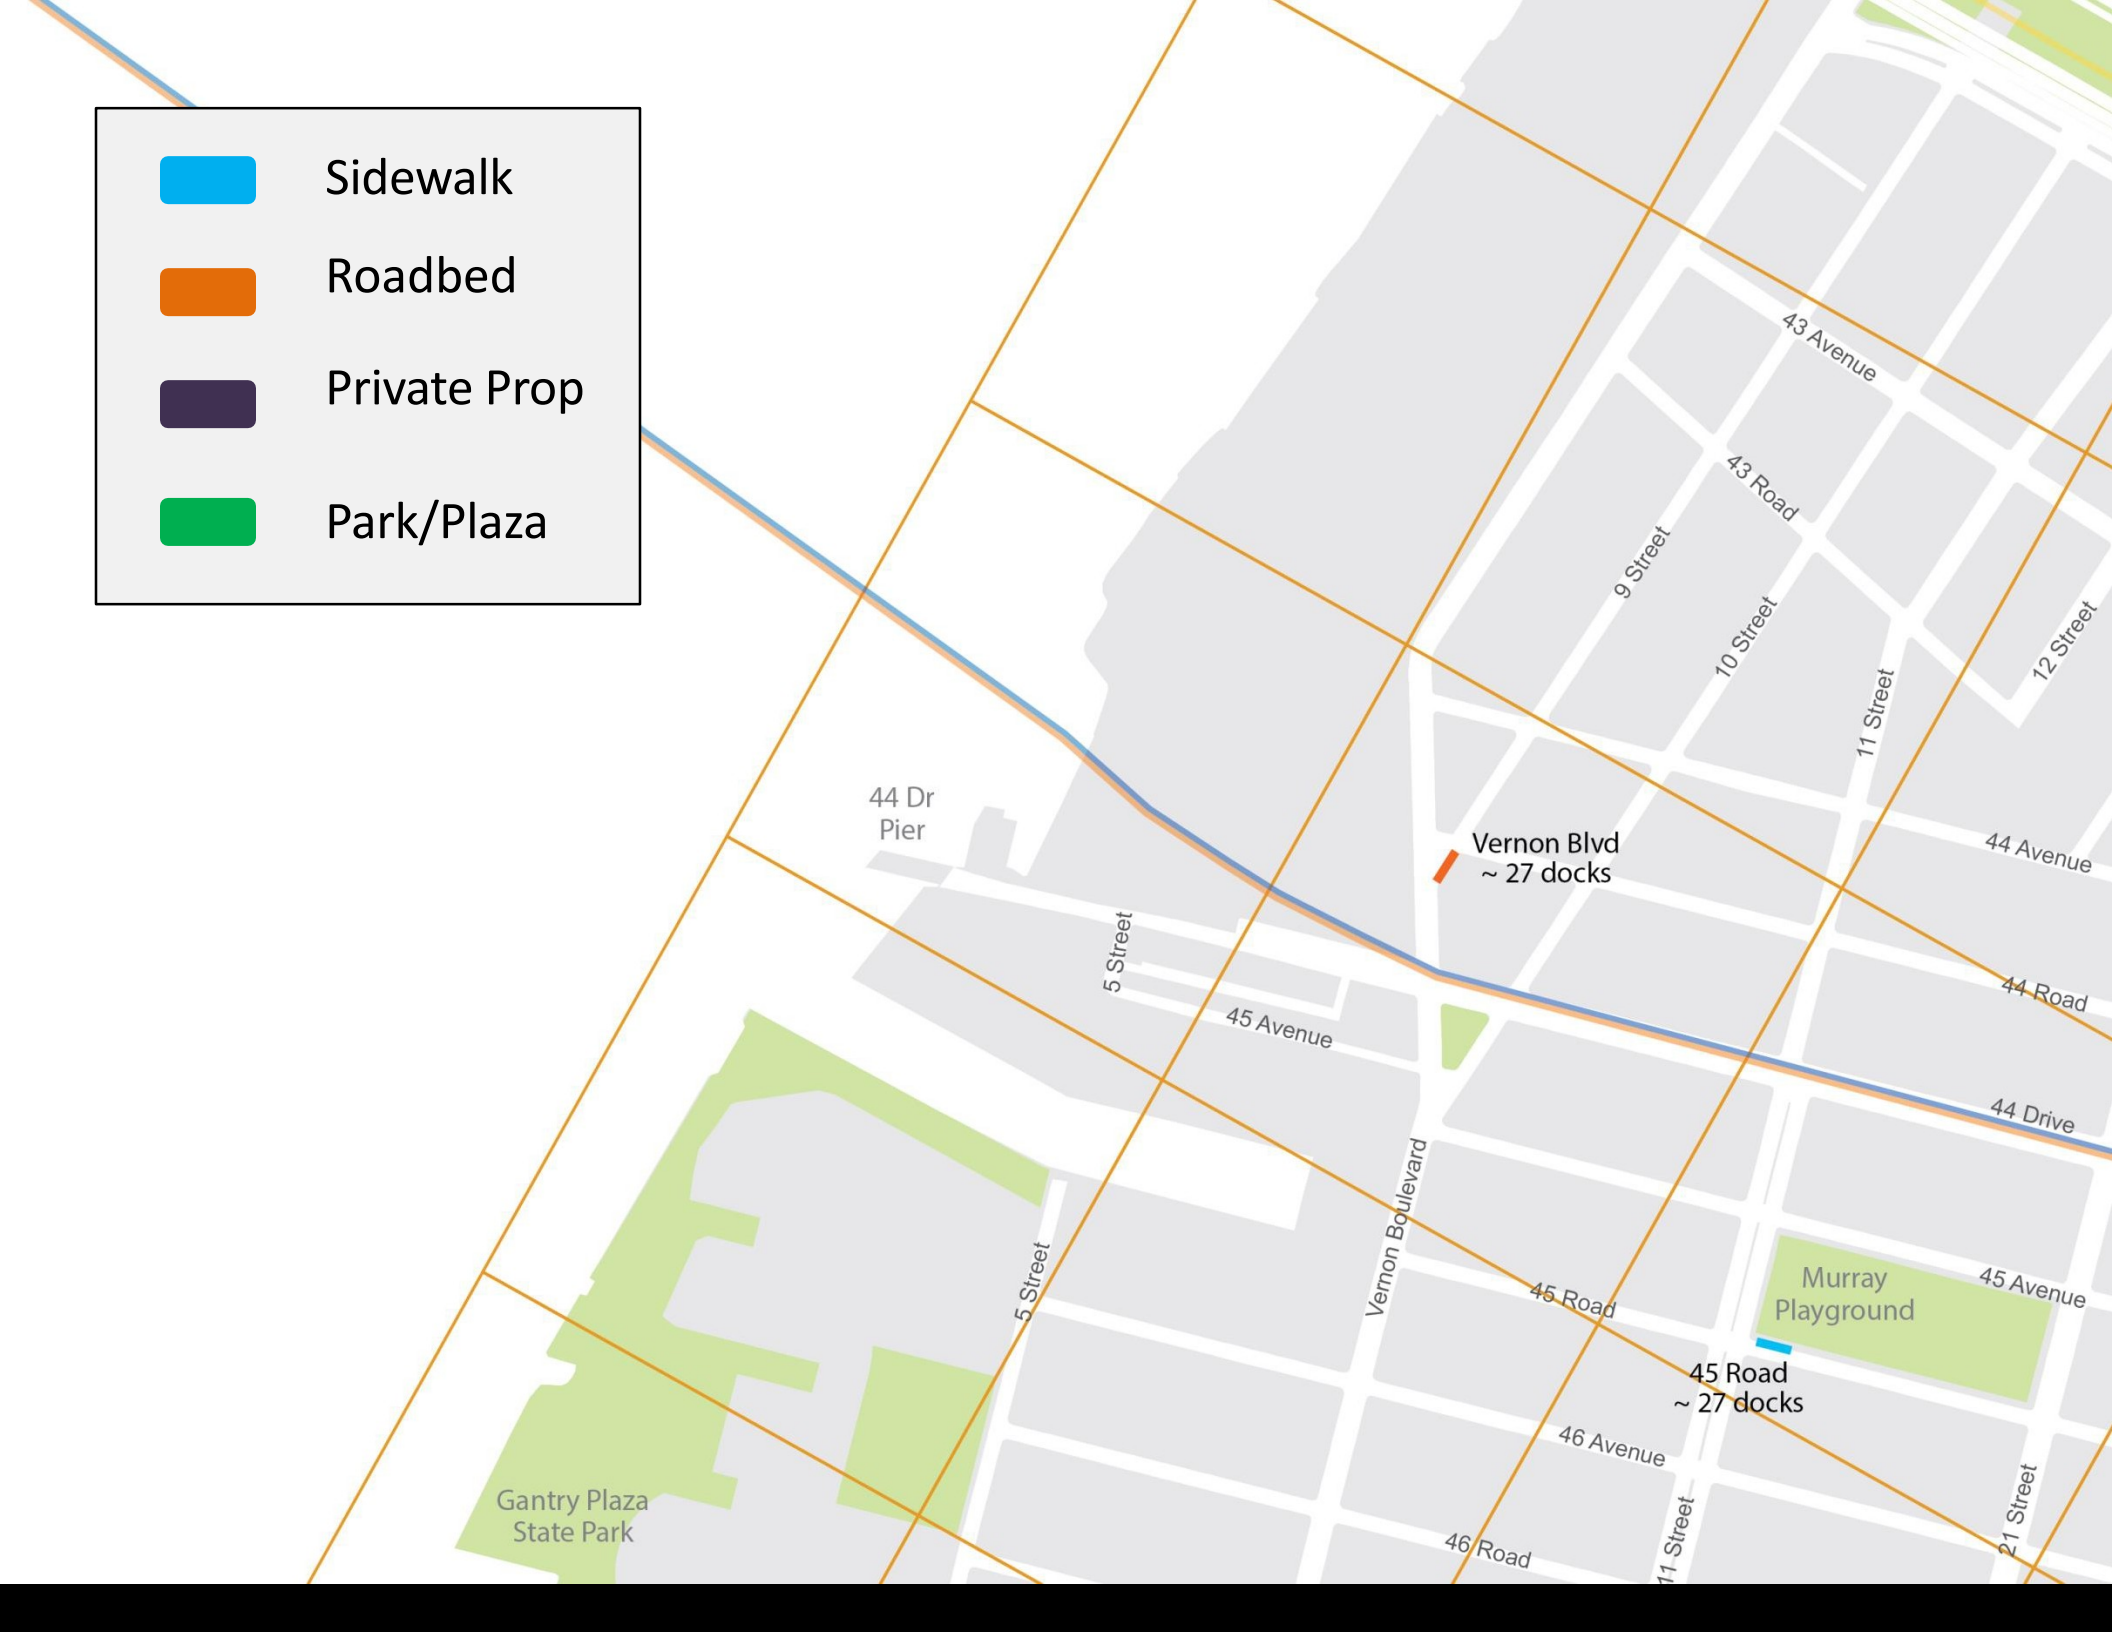 Sidewalk
Roadbed
Private Prop
Park/Plaza
43 Avenue
43 Road
9 Street
10 Street
12 Street
11 Street
44 Dr
Pier
Vernon Blvd
~ 27 docks
44 Avenue
5 Street
44 Road
45 Avenue
44 Drive
Vernon Boulevard
5 Street
45 Road
Murray
Playground
45 Avenue
45 Road
~ 27 docks
46 Avenue
Gantry Plaza
State Park
46 Road
11 Street
21 Street